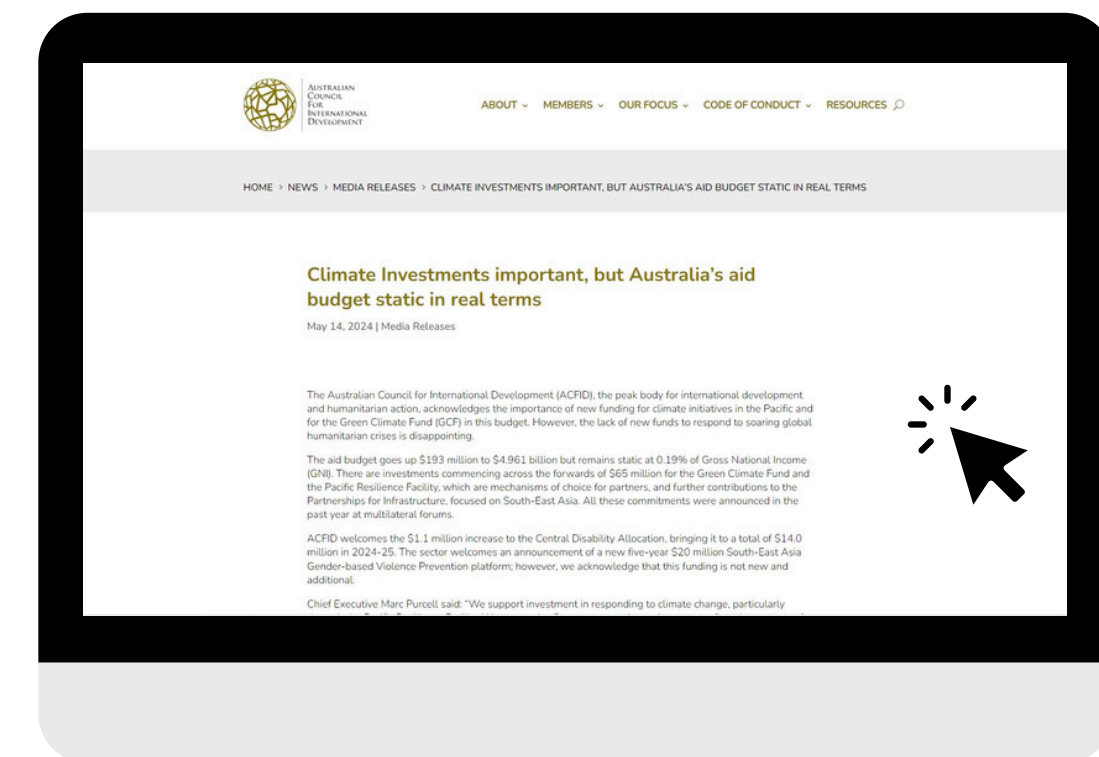 AUSTRALIAN
COUNCIL
FOR
INTERNATIONAL
DEVELOPMENT
ABOUT MEMBERS OUR FOCUS CODE OF CONDUCT RESOURCES
HOME > NEWS > MEDIA RELEASES > CLIMATE INVESTMENTS IMPORTANT, BUT AUSTRALIA'S AID BUDGET STATIC IN REAL TERMS
Climate Investments important, but Australia's aid
budget static in real terms
May 14, 2024 | Media Releases
The Australian Council for International Development (ACFID), the peak body for international development
and humanitarian action, acknowledges the importance of new funding for climate initiatives in the Pacific and
for the Green Climate Fund (GCF) in this budget. However, the lack of new funds to respond to soaring global
humanitarian crises is disappointing.
The aid budget goes up $193 million to $4.961 billion but remains static at 0.19% of Gross National Income
(GNI). There are investments commencing across the forwards of $65 million for the Green Climate Fund and
the Pacific Resilience Facility, which are mechanisms of choice for partners, and further contributions to the
Partnerships for Infrastructure, focused on South-East Asia. All these commitments were announced in the
past year at multilateral forums.
ACFID welcomes the $1.1 million increase to the Central Disability Allocation, bringing it to a total of $14.0
million in 2024-25. The sector welcomes an announcement of a new five-year $20 million South-East Asia
Gender-based Violence Prevention platform; however, we acknowledge that this funding is not new and
additional.
Chief Executive Marc Purcell said: "We support investment in responding to climate change, particularly